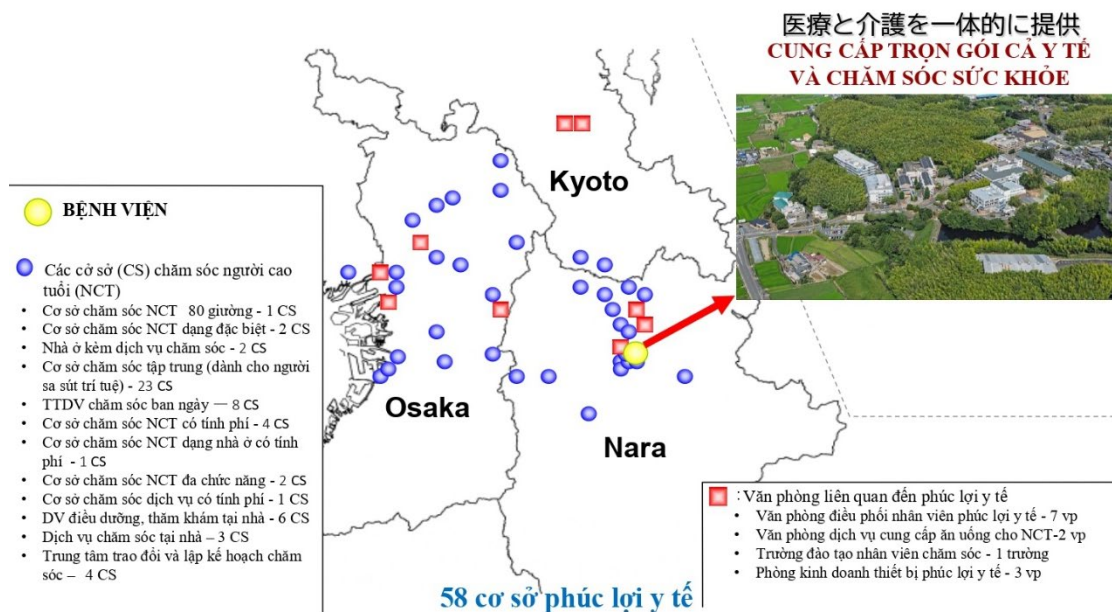 医療と介護を一体的に提供
CUNG CẤP TRỌN GÓI CẢ Y TẾ
VÀ CHĂM SÓC SỨC KHỎE
Kyoto
Osaka
Nara
BỆNH VIỆN
Các cở sở (CS) chăm sóc người cao
tuổi (NCT)
• Cơ sở chăm sóc NCT 80 giường - 1 CS
• Cơ sở chăm sóc NCT dạng đặc biệt - 2 CS
• Nhà ở kèm dịch vụ chăm sóc - 2 CS
• Cơ sở chăm sóc tập trung (dành cho người
sa sút trí tuệ) - 23 CS
• TTDV chăm sóc ban ngày — 8 CS
• Cơ sở chăm sóc NCT có tính phí - 4 CS
• Cơ sở chăm sóc NCT dạng nhà ở có tính
phí - 1 CS
• Cơ sở chăm sóc NCT đa chức năng - 2 CS
• Cơ sở chăm sóc dịch vụ có tính phí - 1 CS
• DV điều dưỡng, thăm khám tại nhà - 6 CS
• Dịch vụ chăm sóc tại nhà – 3 CS
• Trung tâm trao đổi và lập kế hoạch chăm
sóc – 4 CS
: Văn phòng liên quan đến phúc lợi y tế
• Văn phòng điều phối nhân viên phúc lợi y tế - 7 vp
• Văn phòng dịch vụ cung cấp ăn uống cho NCT-2 vp
• Trường đào tạo nhân viên chăm sóc - 1 trường
• Phòng kinh doanh thiết bị phúc lợi y tế - 3 vp
58 cơ sở phúc lợi y tế